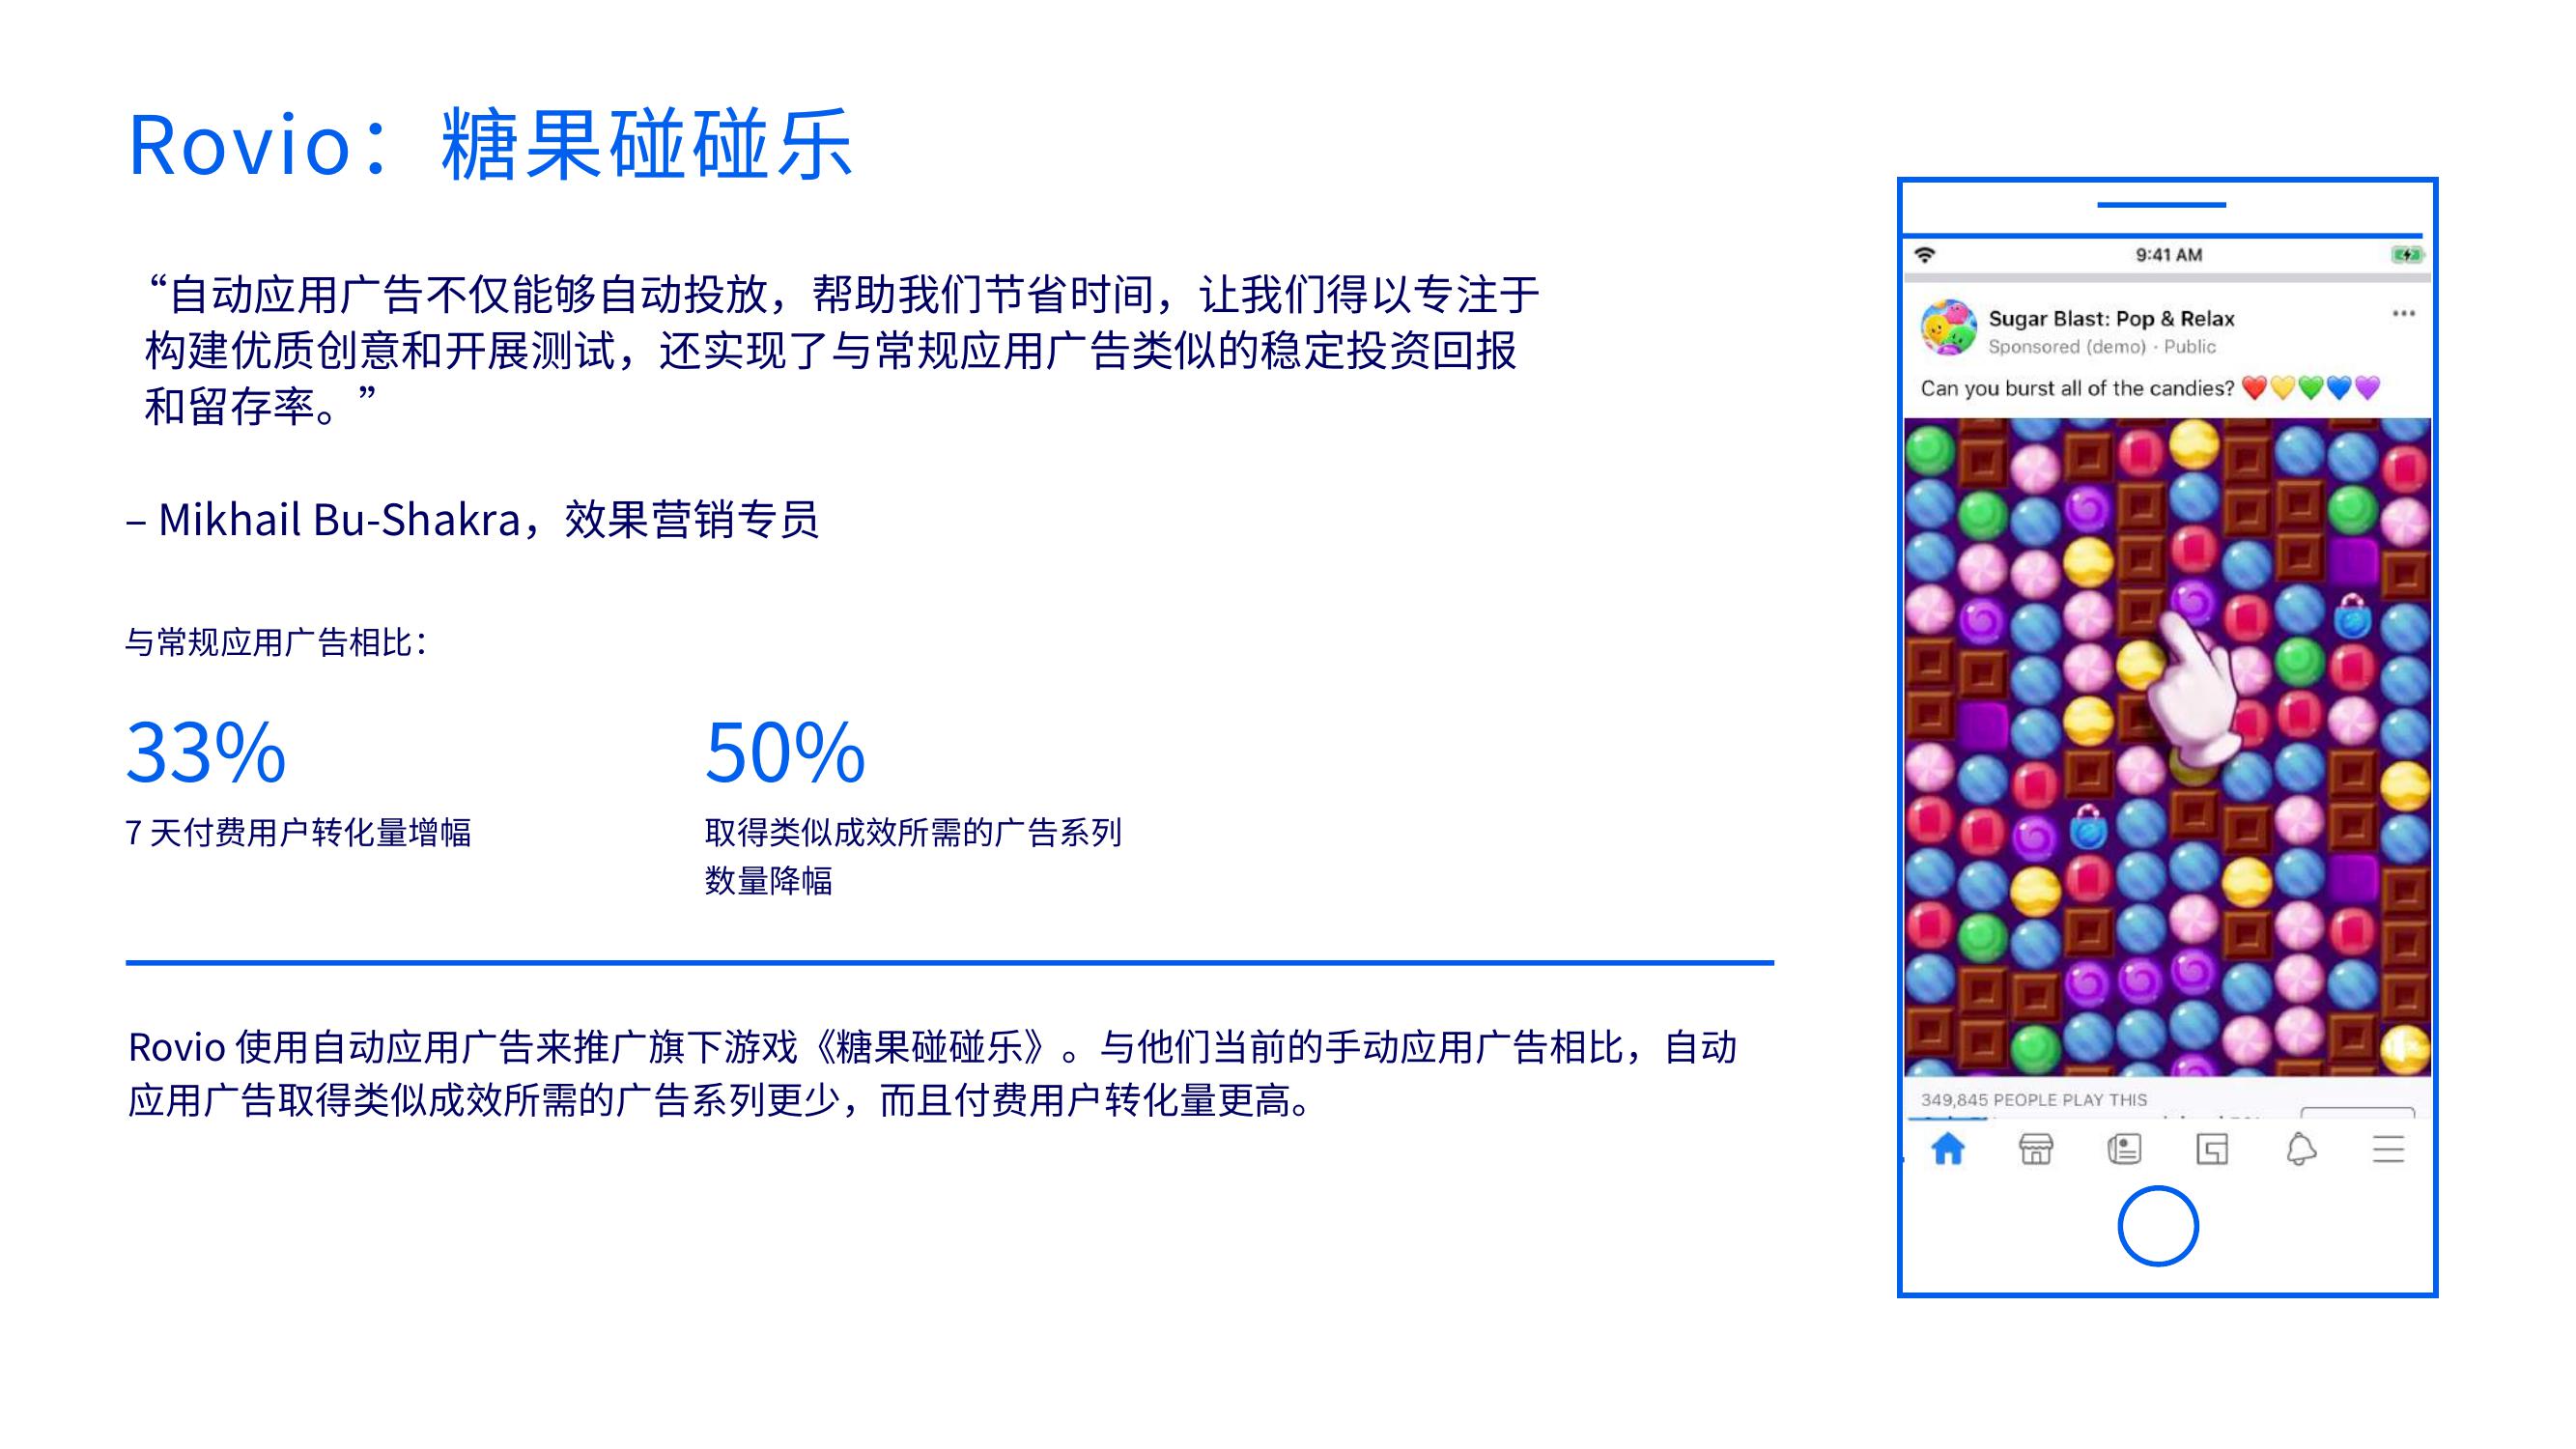 Rovio：糖果碰碰乐
“自动应用广告不仅能够自动投放，帮助我们节省时间，让我们得以专注于
构建优质创意和开展测试，还实现了与常规应用广告类似的稳定投资回报
和留存率。”
– Mikhail Bu-Shakra，效果营销专员
与常规应用广告相比：
33%
7 天付费用户转化量增幅
50%
取得类似成效所需的广告系列
数量降幅
Rovio 使用自动应用广告来推广旗下游戏《糖果碰碰乐》。与他们当前的手动应用广告相比，自动
应用广告取得类似成效所需的广告系列更少，而且付费用户转化量更高。
9:41 AM
Sugar Blast: Pop & Relax
Sponsored (demo) · Public
Can you burst all of the candies? ❤️💛💚💙💜
349,845 PEOPLE PLAY THIS